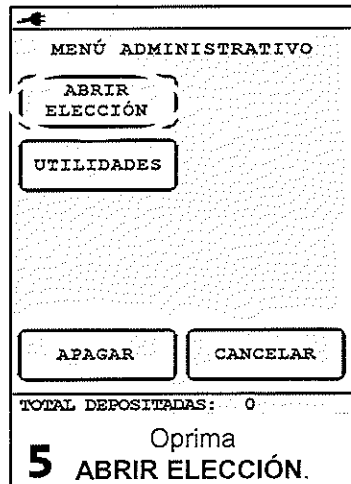 MENÚ ADMINISTRATIVO
ABRIR
ELECCIÓN
UTILIDADES
APAGAR
CANCELAR
TOTAL DEPOSITADAS: 0
5 Oprima
ABRIR ELECCIÓN.